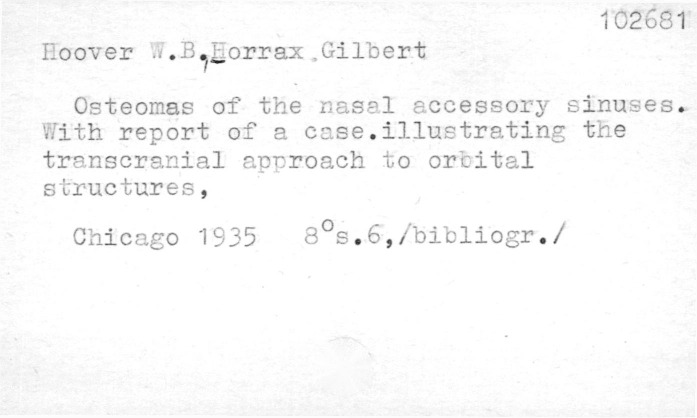 102681
Hoover W.B, Horrax Gilbert
Osteomas of the nasal accessory sinuses.
With report of a case.illustrating the
transcranial approach to orbital
structures,
Chicago 1935 8°s.6,/bibliogr./